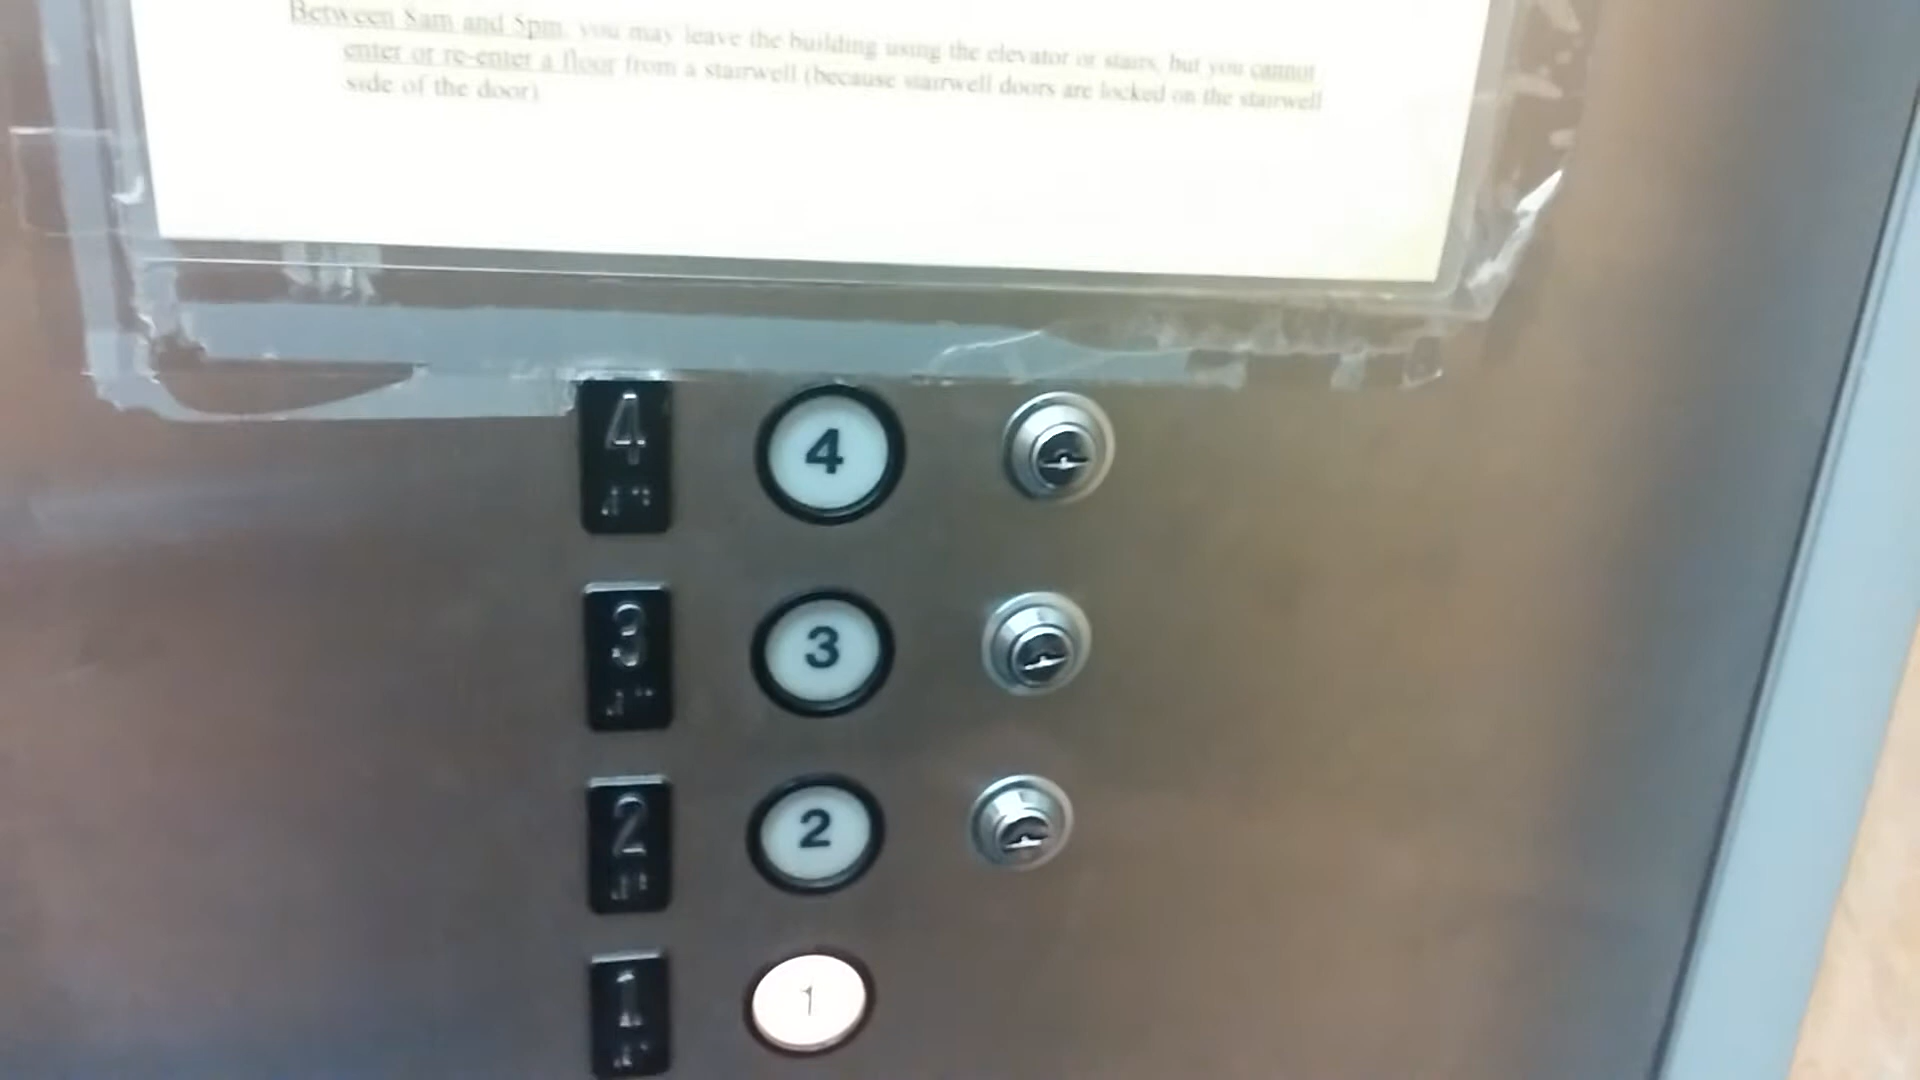 Between 8am and 5pm, you may leave the building using the elevator or stairs, but you cannot
enter or re-enter a floor from a stairwell (because stairwell doors are locked on the stairwell
side of the door)
4 4
3 3
2 2
1 1